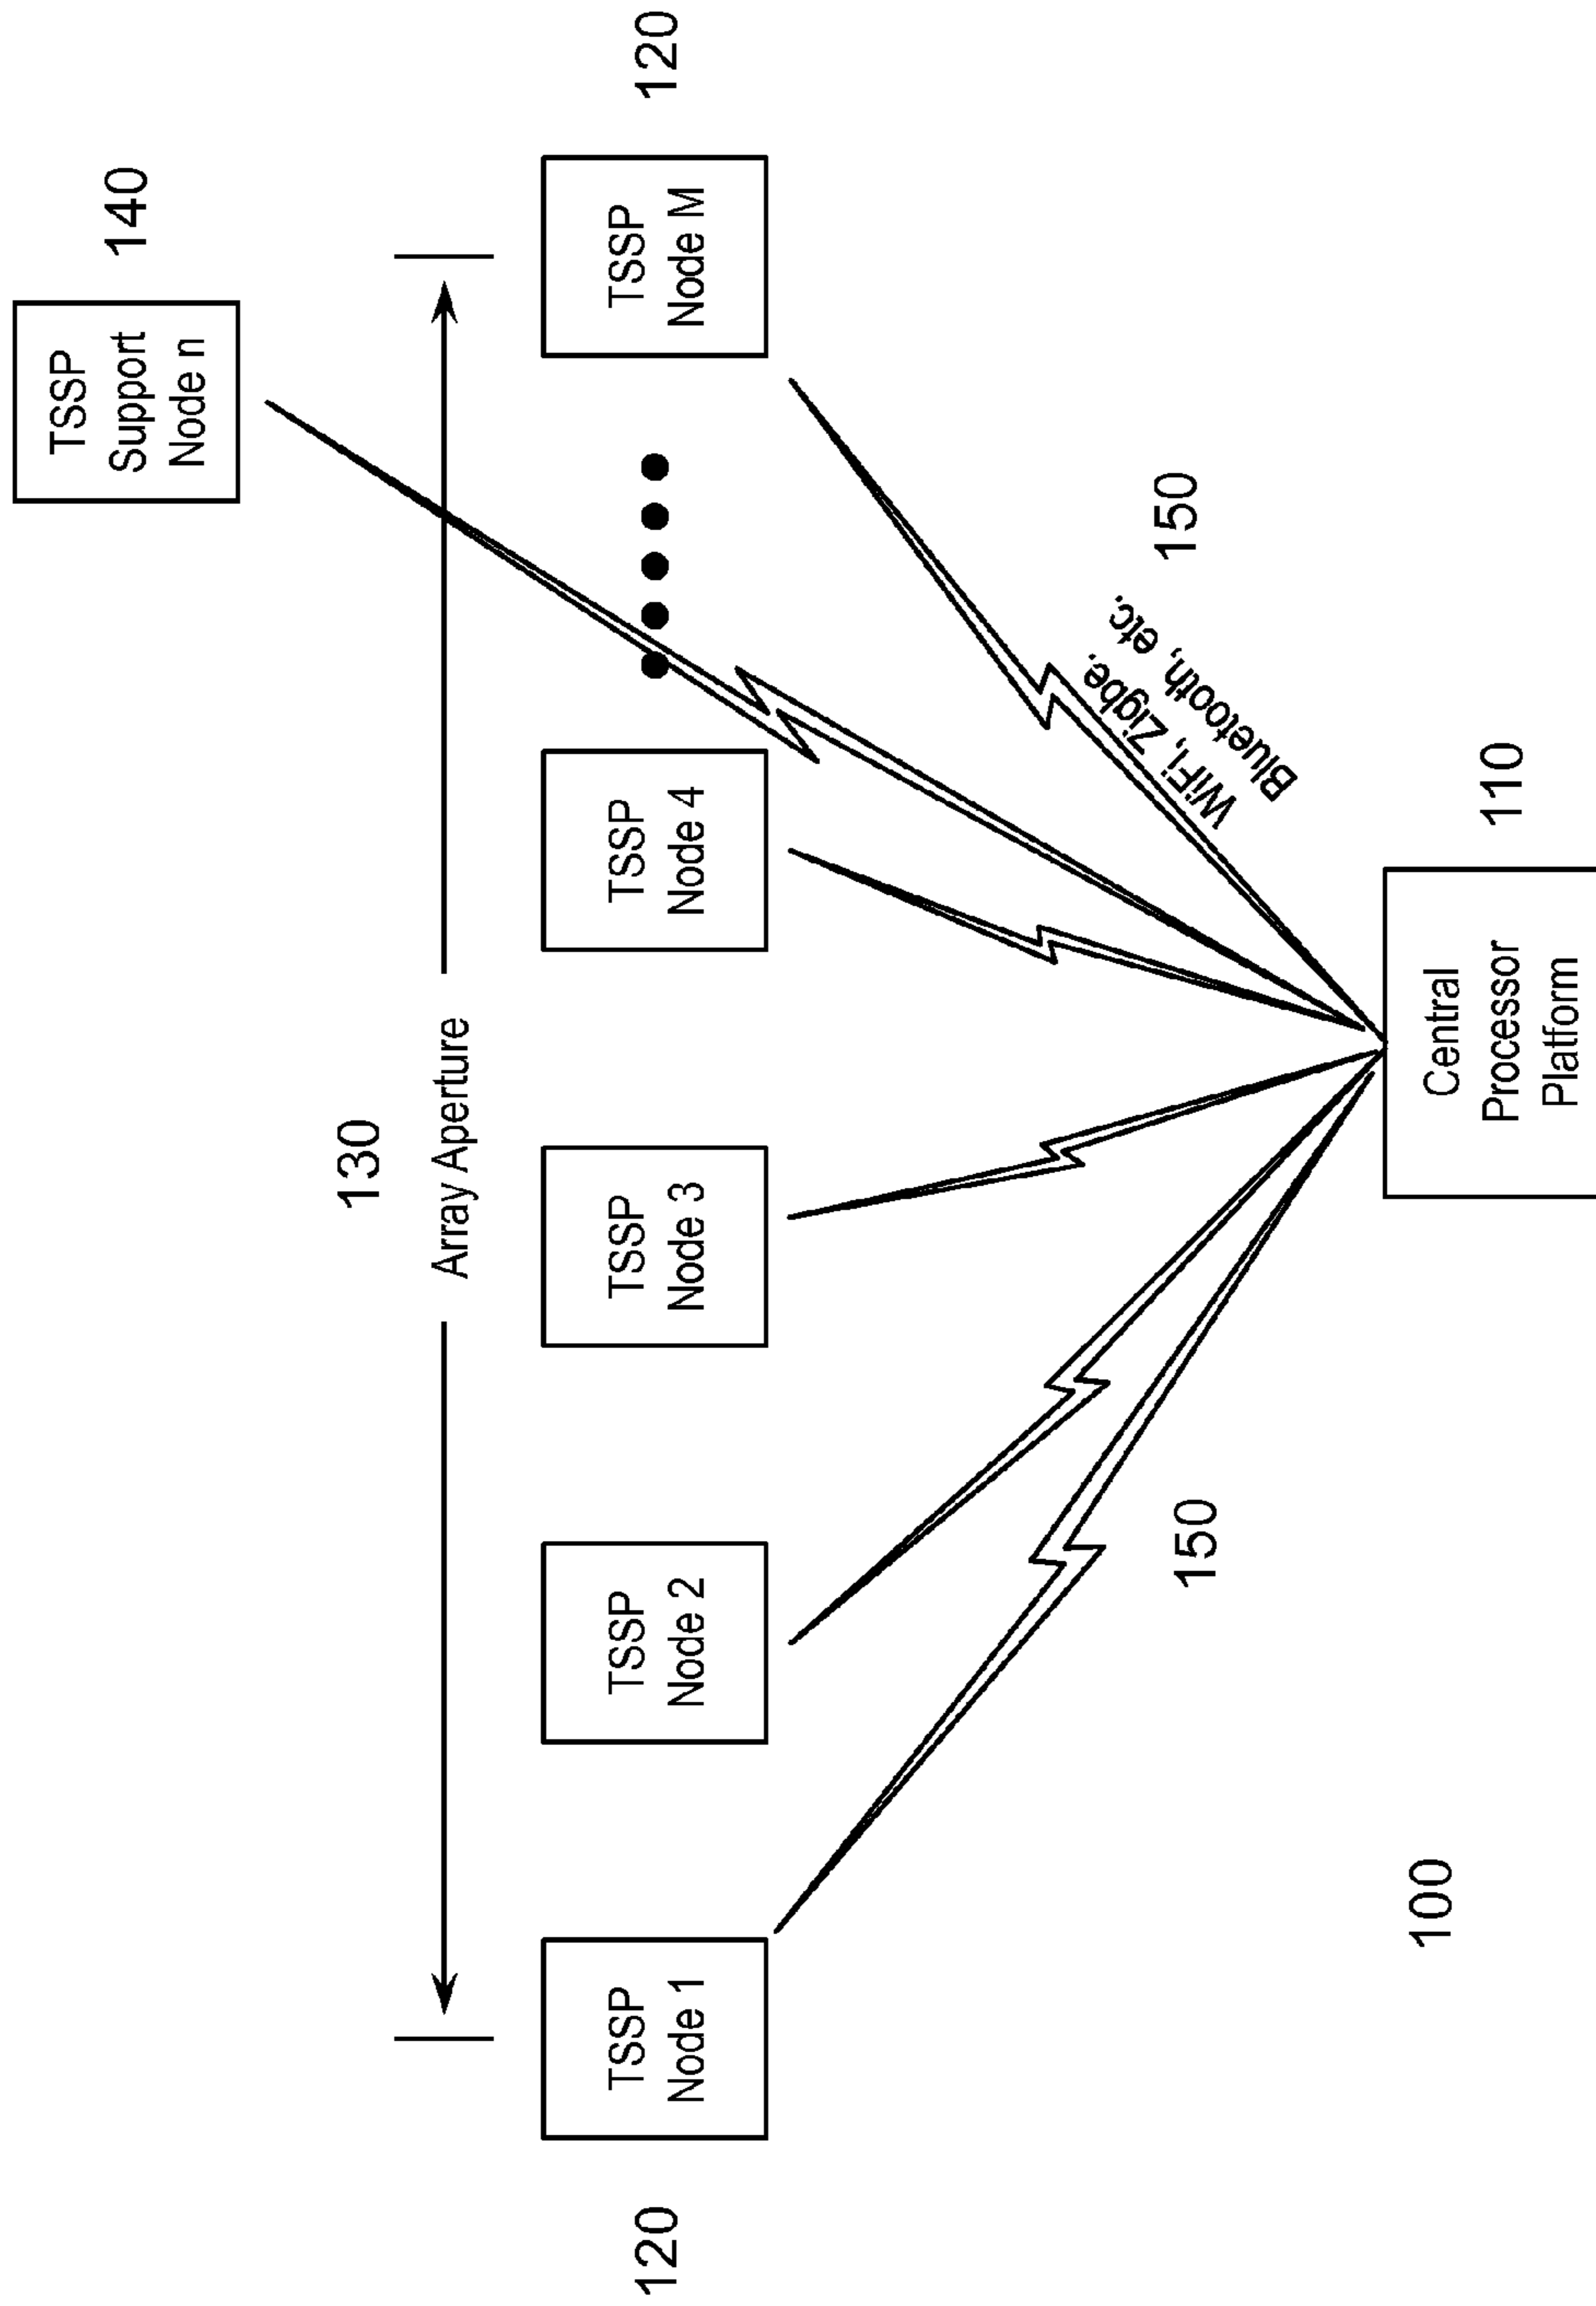 TSSP
Support
Node n
140
130
Array Aperture
120
TSSP
Node 1
TSSP
Node 2
TSSP
Node 3
TSSP
Node 4
TSSP
Node M
120
150
WiFi, Zigbe,
Bluetooth, etc.
150
100
Central
Processor
Platform
110